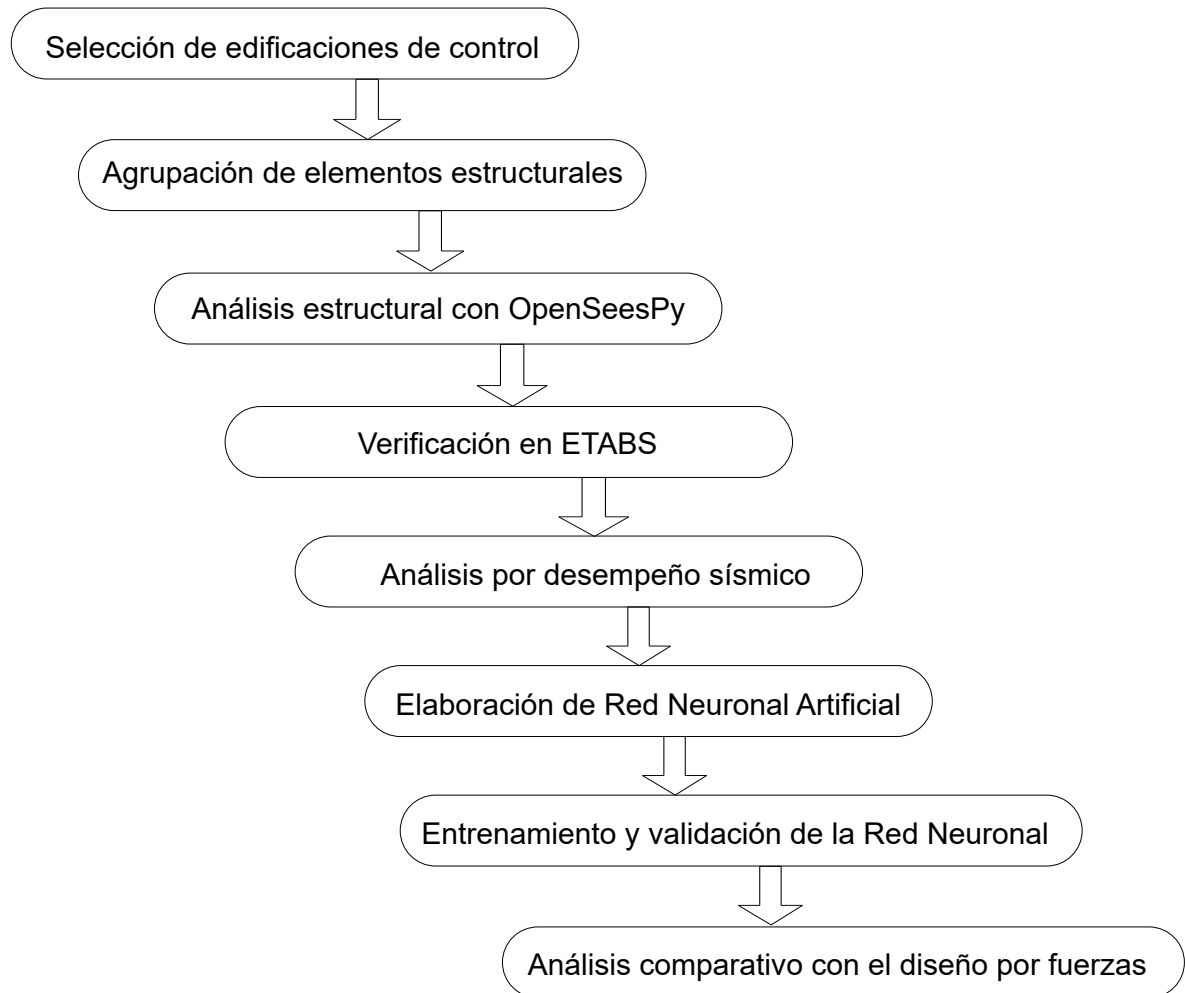 Selección de edificaciones de control
Agrupación de elementos estructurales
Análisis estructural con OpenSeesPy
Verificación en ETABS
Análisis por desempeño sísmico
Elaboración de Red Neuronal Artificial
Entrenamiento y validación de la Red Neuronal
Análisis comparativo con el diseño por fuerzas